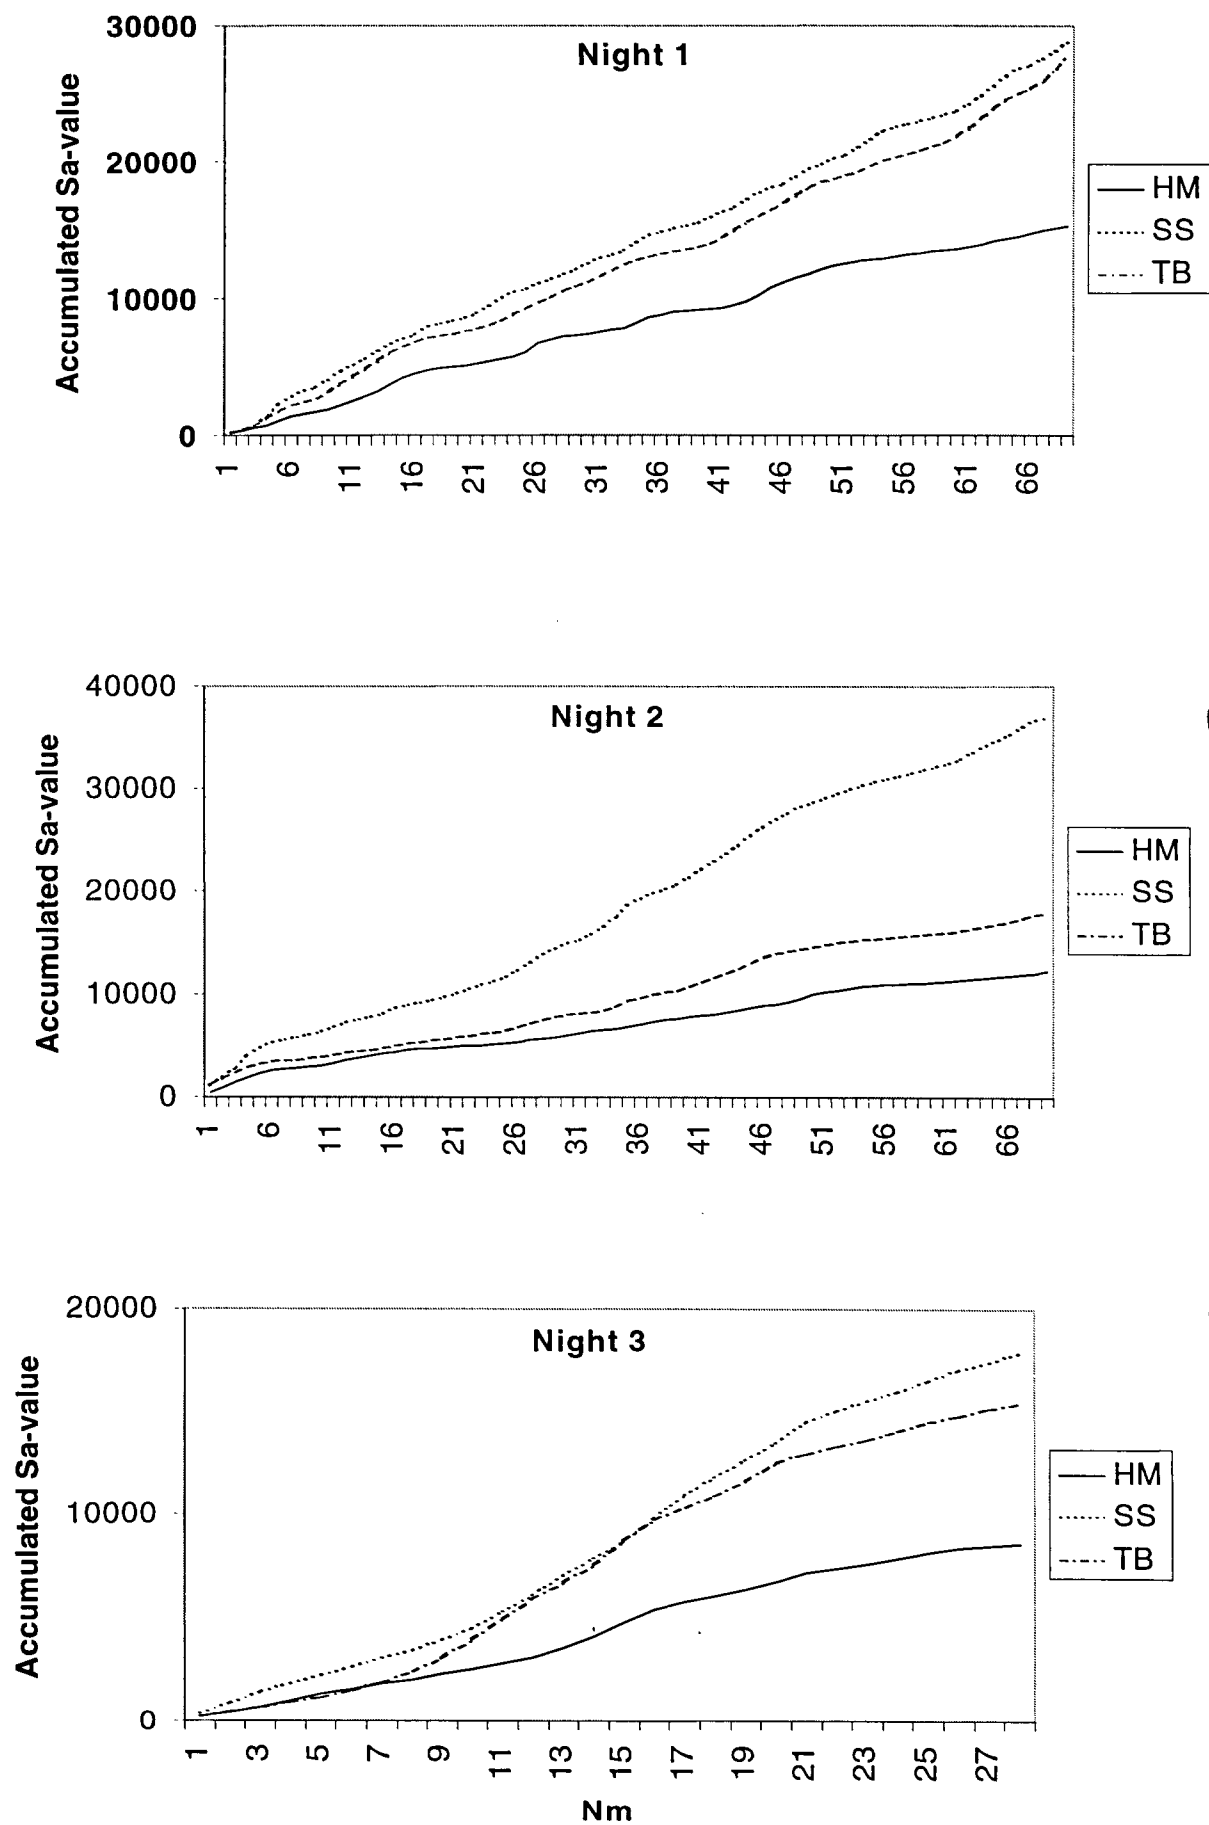 Night 1
Accumulated Sa-value
30000
20000
10000
0
1 6 11 16 21 26 31 36 41 46 51 56 61 66
HM
SS
TB
Night 2
Accumulated Sa-value
40000
30000
20000
10000
0
1 6 11 16 21 26 31 36 41 46 51 56 61 66
HM
SS
TB
Night 3
Accumulated Sa-value
20000
10000
0
1 3 5 7 9 11 13 15 17 19 21 23 25 27
Nm
HM
SS
TB